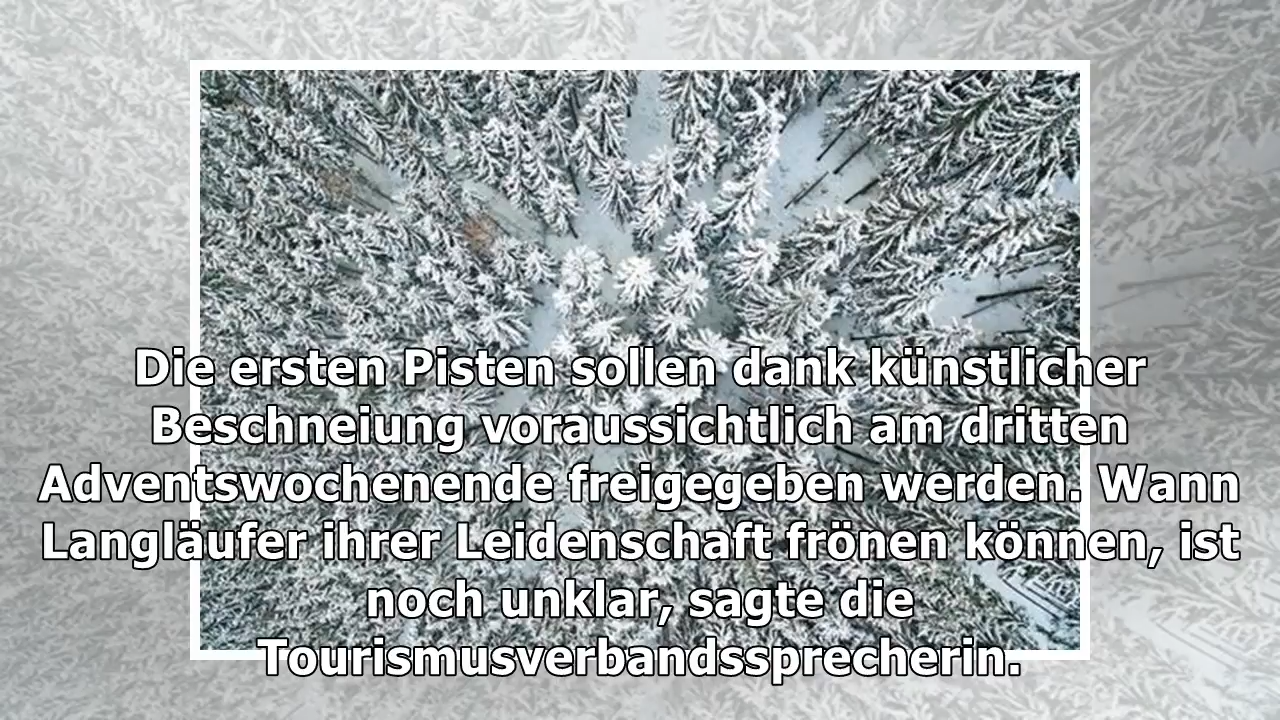 Die ersten Pisten sollen dank künstlicher
Beschneiung voraussichtlich am dritten
Adventswochenende freigegeben werden. Wann
Langläufer ihrer Leidenschaft frönen können, ist
noch unklar, sagte die
Tourismusverbandssprecherin.